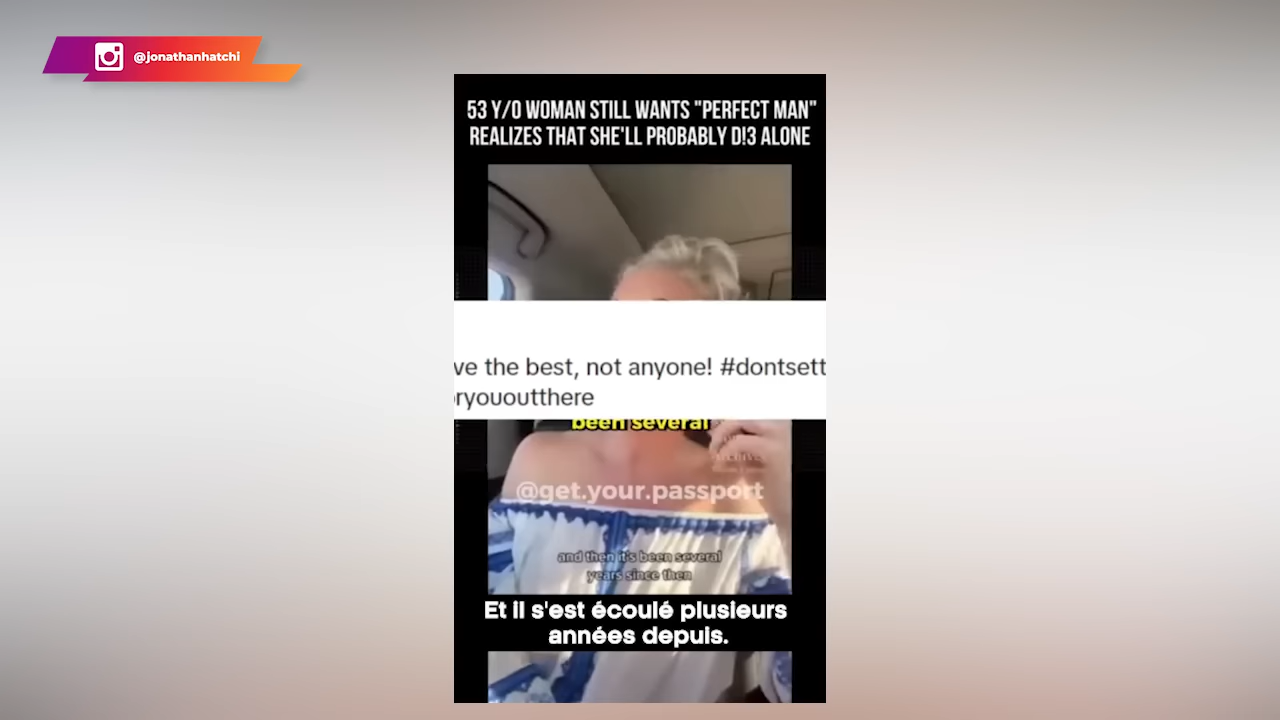 @jonathanhatchi
53 Y/O WOMAN STILL WANTS "PERFECT MAN"
REALIZES THAT SHE'LL PROBABLY D!3 ALONE
ve the best, not anyone! #dontsett
ryououtthere
been several
@get.your.passport
and then it's been several
years since then
Et il s'est écoulé plusieurs
années depuis.